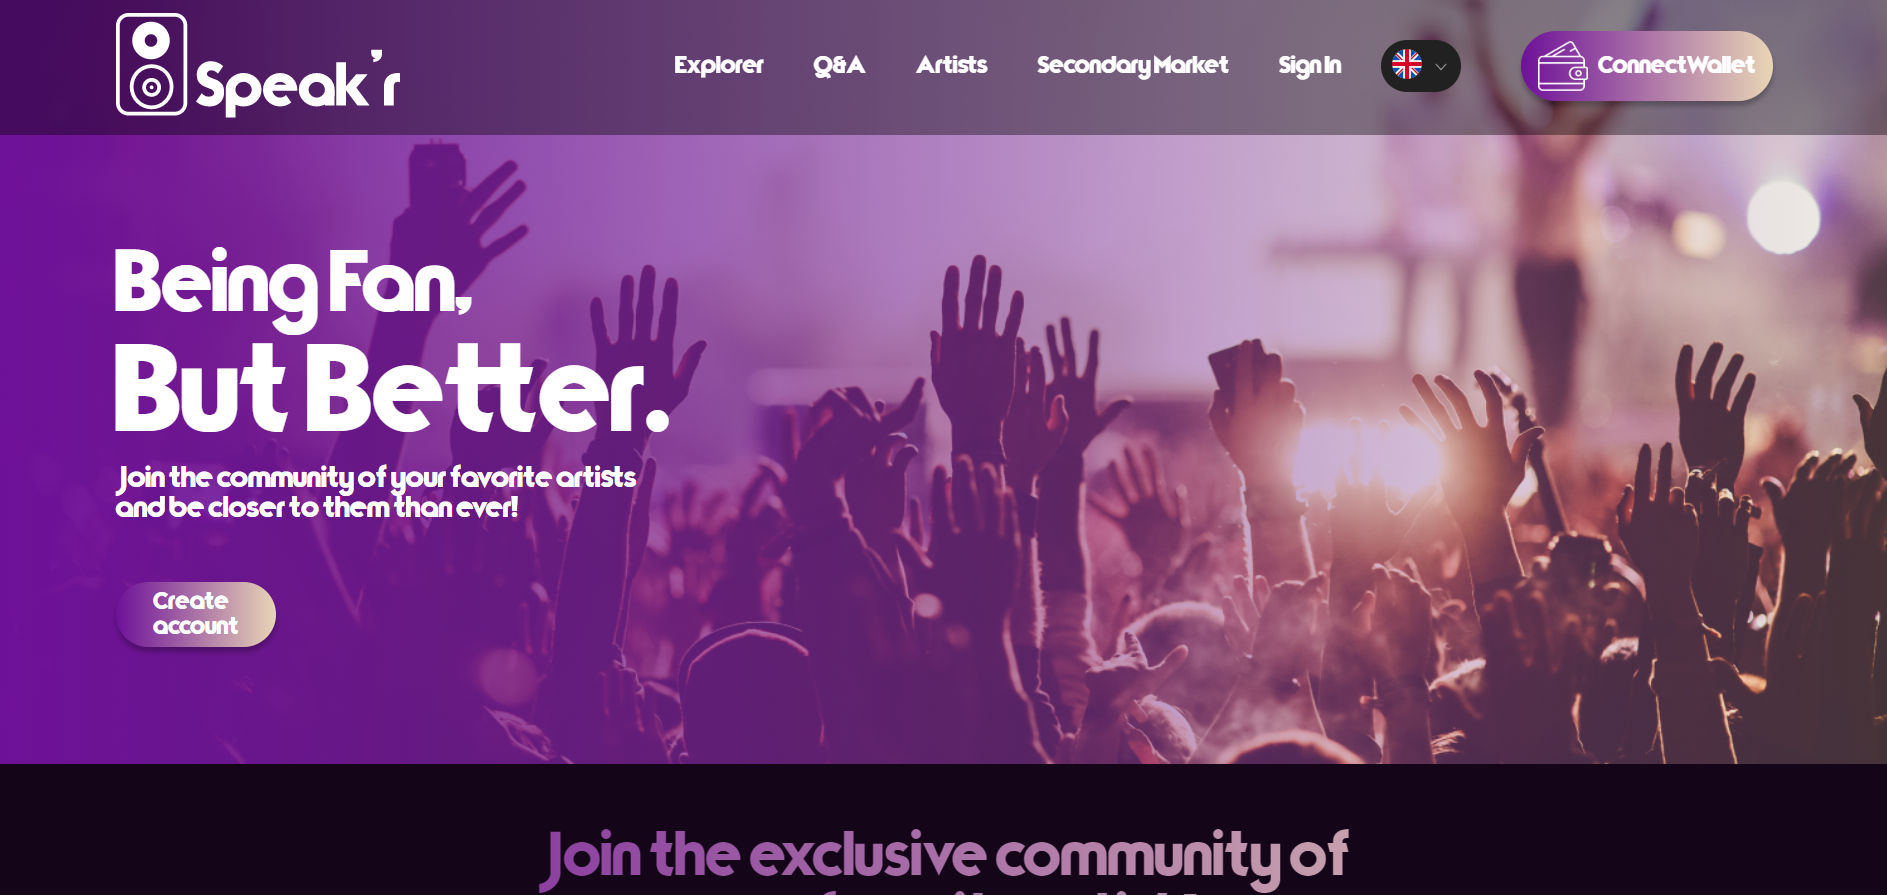 Speak'r
Explorer
Q&A
Artists
Secondary Market
Sign In
Connect Wallet
Being Fan,
But Better.
Join the community of your favorite artists
and be closer to them than ever!
Create
account
Join the exclusive community of